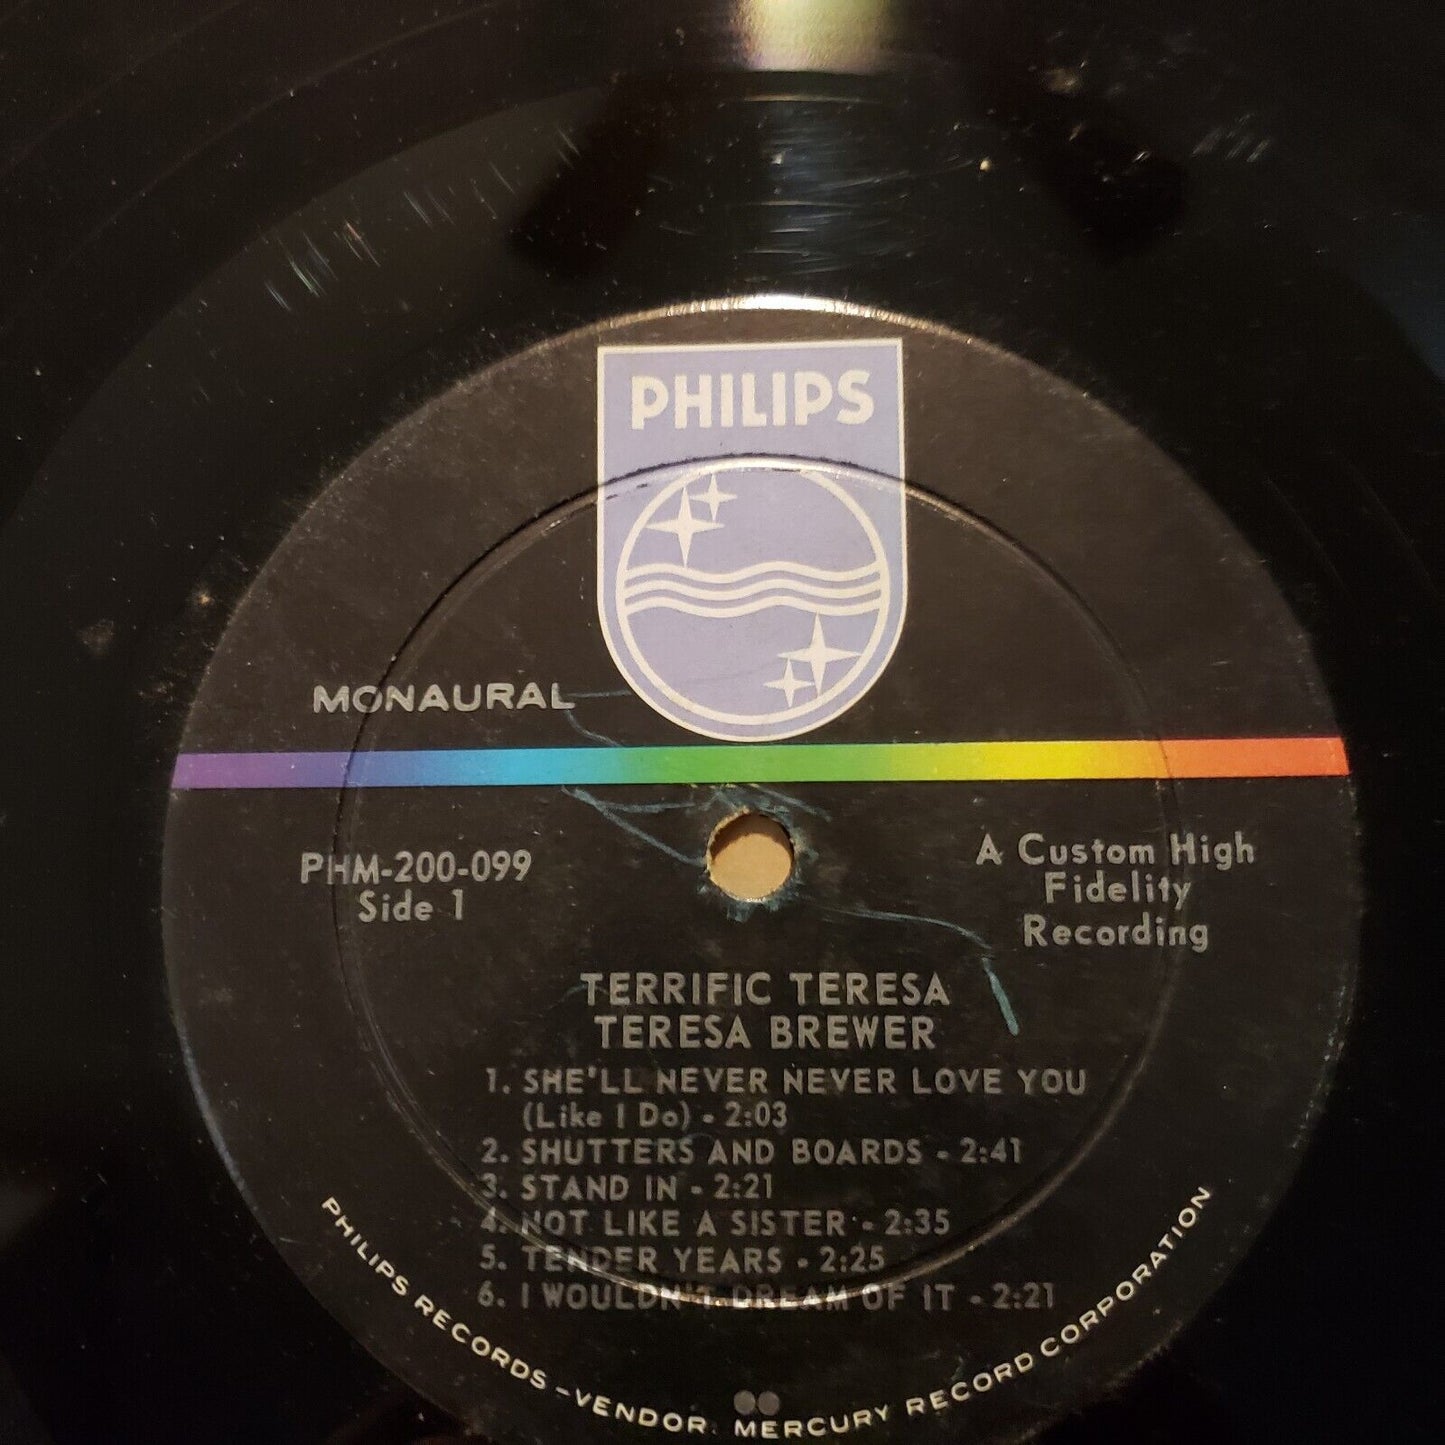 PHILIPS
MONAURAL
PHM-200-099
Side 1
A Custom High
Fidelity
Recording
TERRIFIC TERESA
TERESA BREWER
1. SHE'LL NEVER NEVER LOVE YOU
(Like I Do) - 2:03
2. SHUTTERS AND BOARDS - 2:41
3. STAND IN - 2:21
4. NOT LIKE A SISTER - 2:35
5. TENDER YEARS - 2:25
6. I WOULDN'T DREAM OF IT - 2:21
PHILIPS RECORDS - VENDOR: MERCURY RECORD CORPORATION